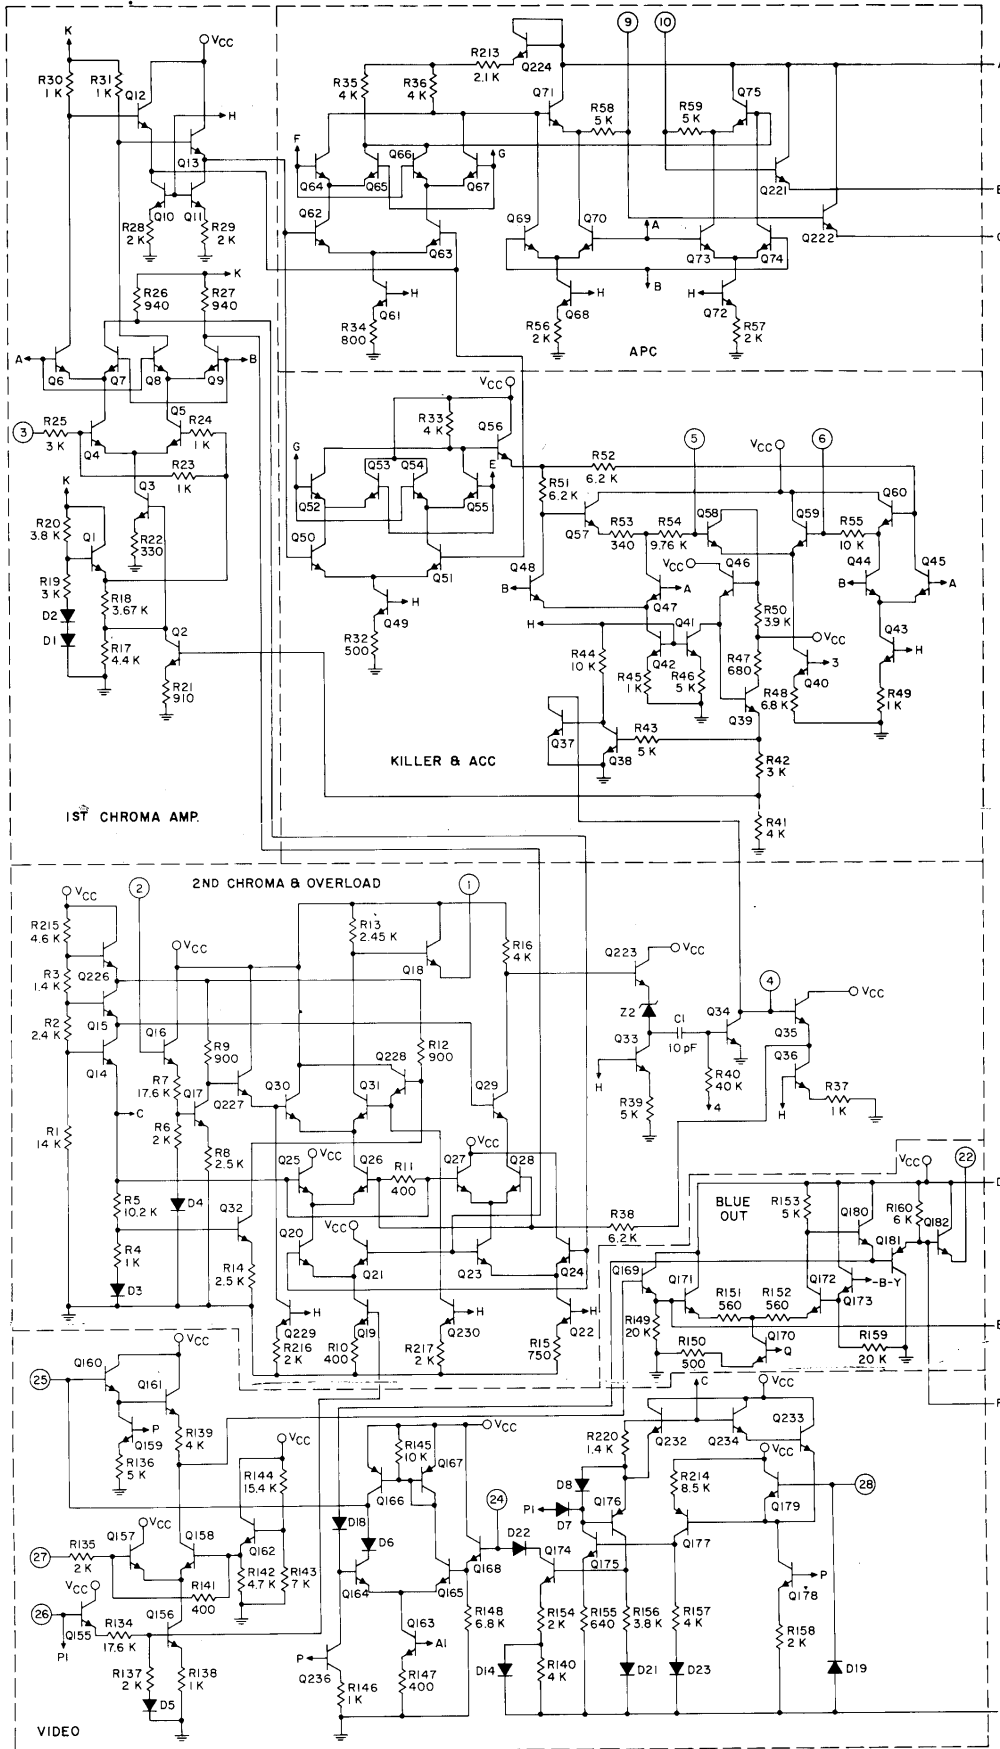 K
VCC
R30
1 K
R31
1 K
Q12
H
Q13
Q10
Q11
R28
2 K
R29
2 K
R26
940
R27
940
K
A
B
Q6
Q7
Q8
Q9
3
R25
3 K
Q4
Q5
R24
1 K
R23
1 K
K
Q3
R20
3.8 K
Q1
R22
330
R19
3 K
R18
3.67 K
D2
D1
R17
4.4 K
Q2
R21
910
1ST CHROMA AMP.
R213
2.1 K
Q224
9
10
A
R35
4 K
R36
4 K
Q71
R58
5 K
R59
5 K
Q75
F
Q66
G
Q64
Q65
Q67
Q221
E
Q62
Q69
Q70
A
Q222
C
Q63
Q73
Q74
B
H
Q61
H
Q68
H
Q72
R34
800
R56
2 K
R57
2 K
APC
VCC
R33
4 K
Q56
G
Q53
Q54
E
Q52
Q55
R52
6.2 K
R51
6.2 K
5
VCC
6
Q57
R53
340
R54
9.76 K
Q58
Q59
R55
10 K
Q60
Q50
Q51
Q48
B
VCC
Q46
Q44
Q45
B
A
A
Q47
H
Q49
H
Q41
R50
3.9 K
VCC
Q43
H
R32
500
R44
10 K
Q42
R45
1 K
R46
5 K
R47
680
R48
6.8 K
Q40
3
R49
1 K
Q39
Q37
Q38
R43
5 K
R42
3 K
R41
4 K
KILLER & ACC
2ND CHROMA & OVERLOAD
VCC
2
1
R215
4.6 K
VCC
R13
2.45 K
R16
4 K
Q18
R3
1.4 K
Q226
Q223
VCC
R2
2.4 K
Q15
Q16
R9
900
R12
900
Z2
4
VCC
Q14
Q34
Q35
R7
17.6 K
Q17
Q227
Q30
Q31
Q228
Q29
Q33
C1
10 pF
Q36
C
H
R40
40 K
4
H
R37
1 K
R39
5 K
R1
14 K
R6
2 K
R8
2.5 K
Q25
VCC
Q26
R11
400
Q27
VCC
Q28
R5
10.2 K
D4
Q32
R38
6.2 K
R4
1 K
D3
R14
2.5 K
Q20
VCC
Q21
Q23
Q24
H
Q229
R216
2 K
Q19
R10
400
H
Q230
R217
2 K
H
Q22
R15
750
BLUE
OUT
VCC
22
D
R153
5 K
Q180
R160
6 K
Q182
Q181
Q169
Q171
Q172
-B-Y
Q173
R151
560
R152
560
R149
20 K
Q170
Q
E
R150
500
R159
20 K
F
25
Q160
VCC
Q161
P
Q159
R136
5 K
R139
4 K
VCC
R144
15.4 K
27
R135
2 K
Q157
VCC
Q158
Q162
R142
4.7 K
R143
7 K
R141
400
26
VCC
P1
Q155
R134
17.6 K
Q156
R137
2 K
R138
1 K
D5
VIDEO
R145
10 K
Q167
VCC
Q166
D18
D6
24
D22
Q174
Q164
Q165
Q168
Q163
A1
R148
6.8 K
P
Q236
R146
1 K
R147
400
C
VCC
R220
1.4 K
Q232
Q234
Q233
D8
P1
D7
Q176
R214
8.5 K
VCC
Q179
28
Q175
Q177
P
Q178
R154
2 K
R155
640
R156
3.8 K
R157
4 K
R158
2 K
D14
R140
4 K
D21
D23
D19